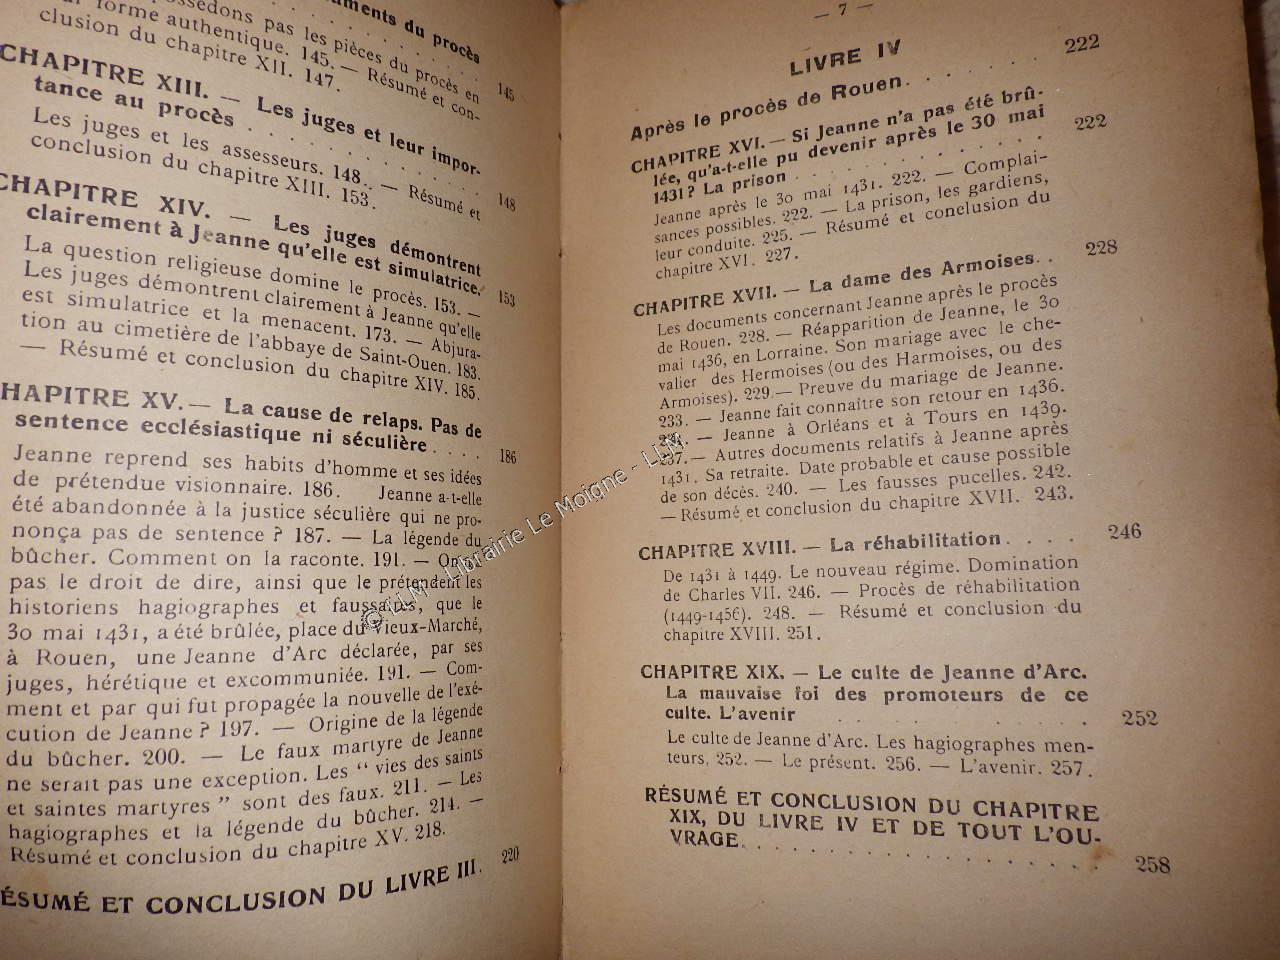 ments du procès
ssédons pas les pièces du procès en
forme authentique. 145. — Résumé et con-
clusion du chapitre XII. 147.
145
CHAPITRE XIII. — Les juges et leur impor-
tance au procès . . . . . . . . . . 148
Les juges et les assesseurs. 148. — Résumé et
conclusion du chapitre XIII. 153.
CHAPITRE XIV. — Les juges démontrent
clairement à Jeanne qu'elle est simulatrice. 153
La question religieuse domine le procès. 153. —
Les juges démontrent clairement à Jeanne qu'elle
est simulatrice et la menacent. 173. — Abjura-
tion au cimetière de l'abbaye de Saint-Ouen. 183.
— Résumé et conclusion du chapitre XIV. 185.
HAPITRE XV. — La cause de relaps. Pas de
sentence ecclésiastique ni séculière . . . . 186
Jeanne reprend ses habits d'homme et ses idées
de prétendue visionnaire. 186. Jeanne a-t-elle
été abandonnée à la justice séculière qui ne pro-
nonça pas de sentence ? 187. — La légende du
bûcher. Comment on la raconte. 191. — On
pas le droit de dire, ainsi que le prétendent les
historiens hagiographes et faussaires, que le
30 mai 1431, a été brûlée, place du Vieux-Marché,
à Rouen, une Jeanne d'Arc déclarée, par ses
juges, hérétique et excommuniée. 191. — Com-
ment et par qui fut propagée la nouvelle de l'exé-
cution de Jeanne ? 197. — Origine de la légende
du bûcher. 200. — Le faux martyre de Jeanne
ne serait pas une exception. Les " vies des saints
et saintes martyres " sont des faux. 211. — Les
hagiographes et la légende du bûcher. 214. —
Résumé et conclusion du chapitre XV. 218.
ÉSUMÉ ET CONCLUSION DU LIVRE III. 220
— 7 —
LIVRE IV
Après le procès de Rouen. . . . . . . 222
CHAPITRE XVI. — Si Jeanne n'a pas été brû-
lée, qu'a-t-elle pu devenir après le 30 mai
1431 ? La prison . . . . . . . . . . 222
Jeanne après le 30 mai 1431. 222. — Complai-
sances possibles. 222. — La prison, les gardiens,
leur conduite. 225. — Résumé et conclusion du
chapitre XVI. 227.
CHAPITRE XVII. — La dame des Armoises. . 228
Les documents concernant Jeanne après le procès
de Rouen. 228. — Réapparition de Jeanne, le 30
mai 1436, en Lorraine. Son mariage avec le che-
valier des Hermoises (ou des Harmoises, ou des
Armoises). 229. — Preuve du mariage de Jeanne.
233. — Jeanne fait connaître son retour en 1436.
— Jeanne à Orléans et à Tours en 1439.
237. — Autres documents relatifs à Jeanne après
1431. Sa retraite. Date probable et cause possible
de son décès. 240. — Les fausses pucelles. 242.
— Résumé et conclusion du chapitre XVII. 243.
CHAPITRE XVIII. — La réhabilitation. . . . . 246
De 1431 à 1449. Le nouveau régime. Domination
de Charles VII. 246. — Procès de réhabilitation
(1449-1456). 248. — Résumé et conclusion du
chapitre XVIII. 251.
CHAPITRE XIX. — Le culte de Jeanne d'Arc.
La mauvaise foi des promoteurs de ce
culte. L'avenir . . . . . . . . . . 252
Le culte de Jeanne d'Arc. Les hagiographes men-
teurs, 252. — Le présent. 256. — L'avenir. 257.
RÉSUMÉ ET CONCLUSION DU CHAPITRE
XIX, DU LIVRE IV ET DE TOUT L'OU-
VRAGE. . . . . . . . . . . . . . . 258
© LLM - Librairie Le Moigne - LLM